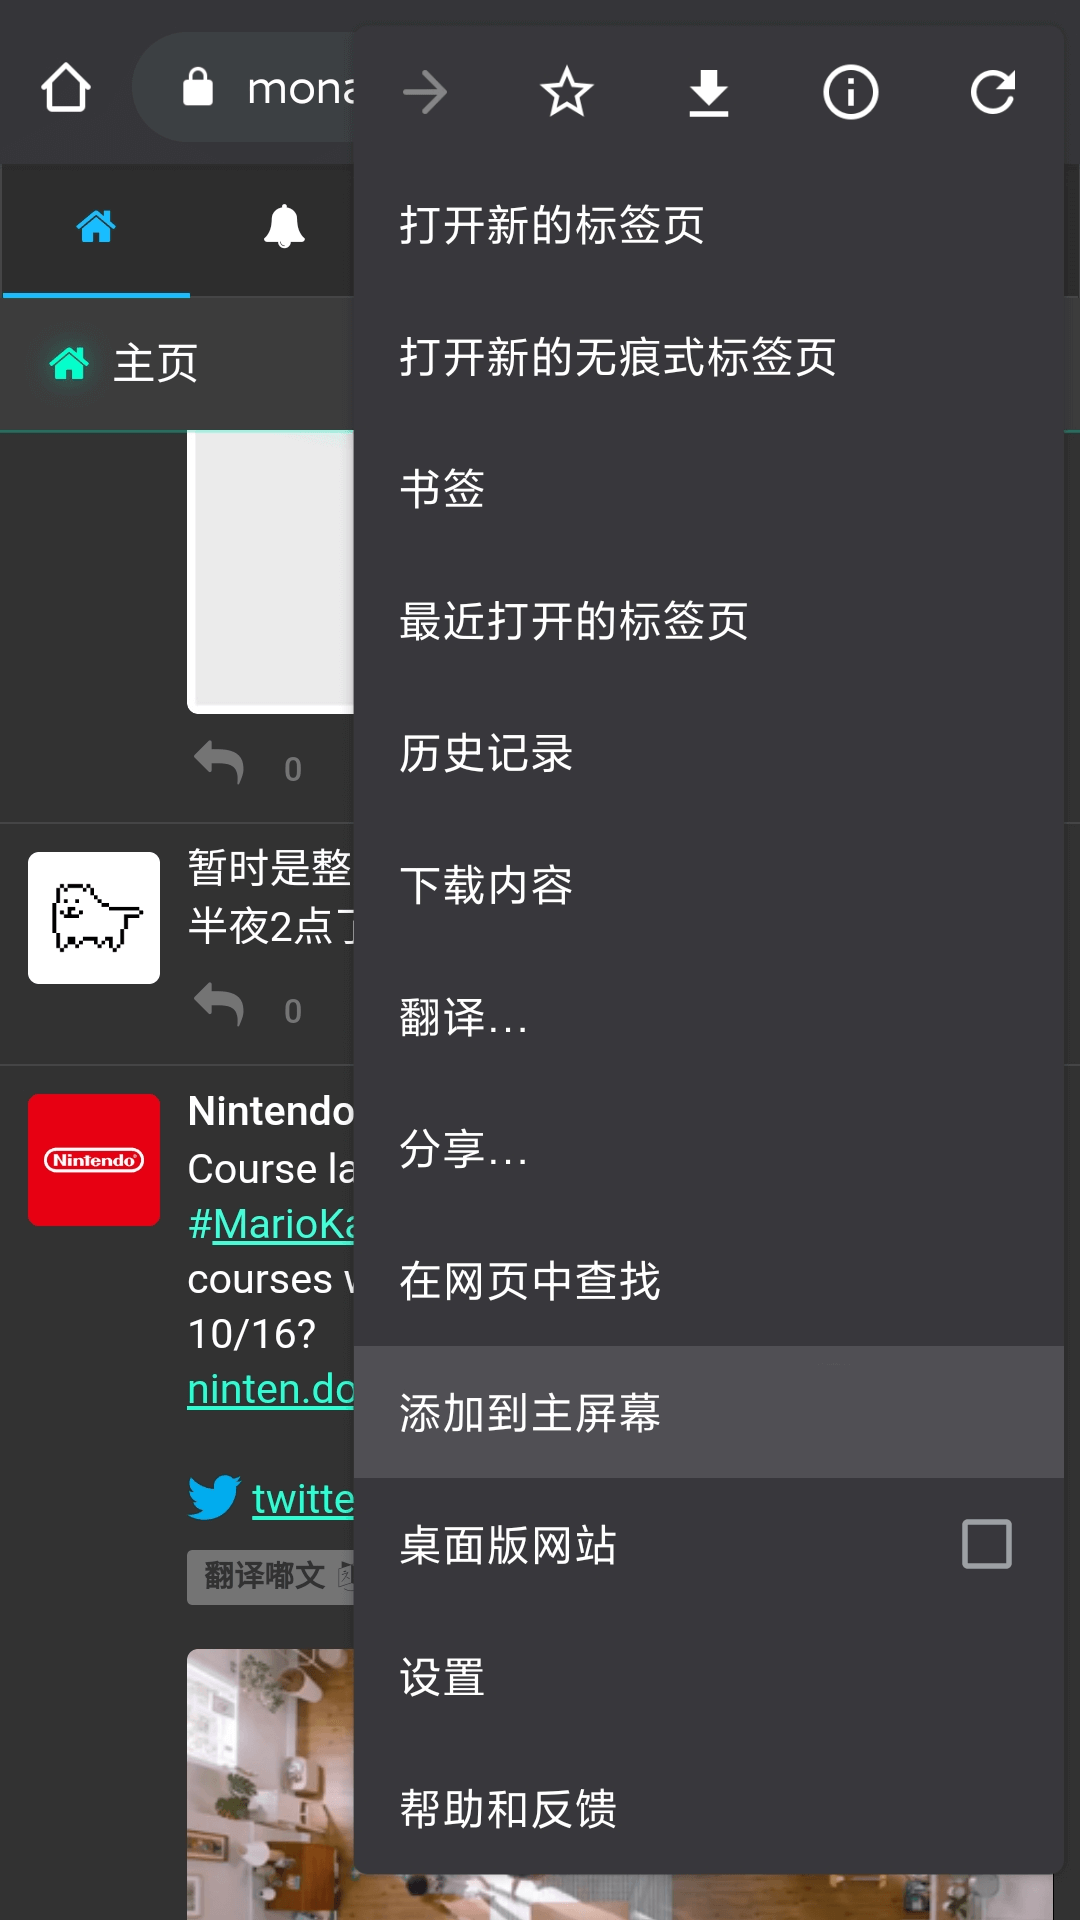 mona
打开新的标签页
打开新的无痕式标签页
主页
书签
最近打开的标签页
历史记录
0
暂时是整
半夜2点了
下载内容
0
翻译...
Nintendo
Nintendo
Course la
分享...
#MarioKa
courses w
在网页中查找
10/16?
ninten.do
添加到主屏幕
twitte
桌面版网站
翻译嘟文
设置
帮助和反馈